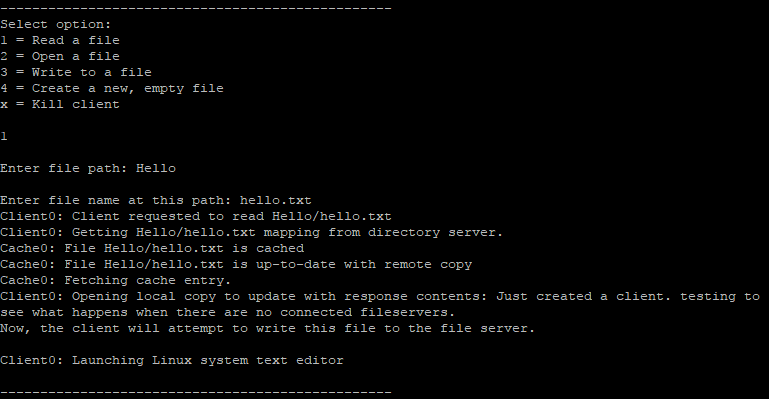 -------------------------------------------------
Select option:
1 = Read a file
2 = Open a file
3 = Write to a file
4 = Create a new, empty file
x = Kill client
1
Enter file path: Hello
Enter file name at this path: hello.txt
Client0: Client requested to read Hello/hello.txt
Client0: Getting Hello/hello.txt mapping from directory server.
Cache0: File Hello/hello.txt is cached
Cache0: File Hello/hello.txt is up-to-date with remote copy
Cache0: Fetching cache entry.
Client0: Opening local copy to update with response contents: Just created a client. testing to
see what happens when there are no connected fileservers.
Now, the client will attempt to write this file to the file server.
Client0: Launching Linux system text editor
-------------------------------------------------